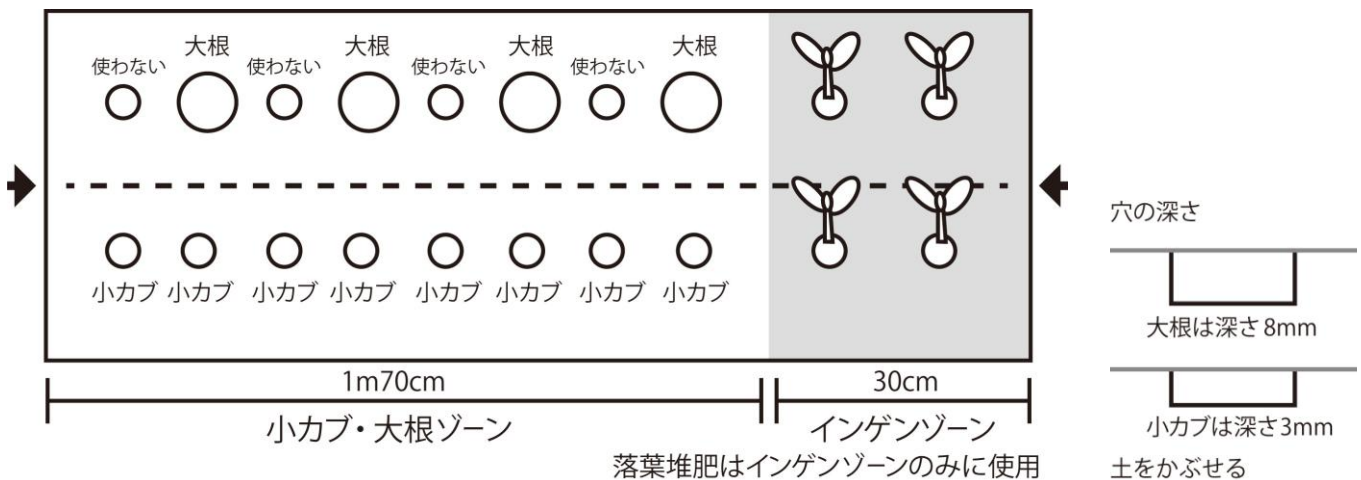 大根 大根 大根 大根
使わない 使わない 使わない 使わない
小カブ 小カブ 小カブ 小カブ 小カブ 小カブ 小カブ 小カブ
1m70cm
小カブ・大根ゾーン
30cm
インゲンゾーン
落葉堆肥はインゲンゾーンのみに使用
穴の深さ
大根は深さ8mm
小カブは深さ3mm
土をかぶせる